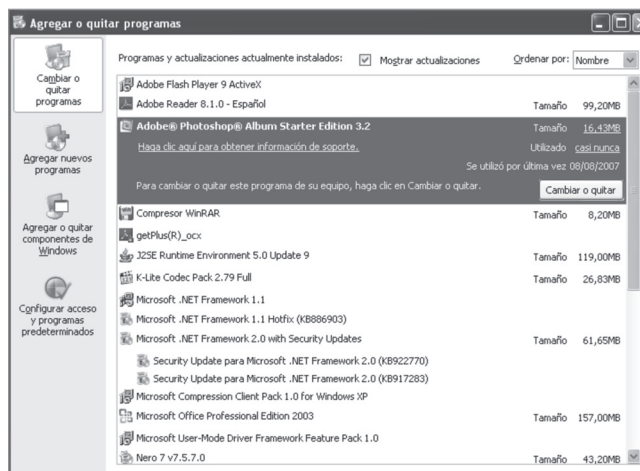 Agregar o quitar programas
Cambiar o
quitar
programas
Agregar nuevos
programas
Agregar o quitar
componentes de
Windows
Configurar acceso
y programas
predeterminados
Programas y actualizaciones actualmente instalados: Mostrar actualizaciones Ordenar por: Nombre
Adobe Flash Player 9 ActiveX
Adobe Reader 8.1.0 - Español Tamaño 99,20MB
Adobe® Photoshop® Album Starter Edition 3.2 Tamaño 16,43MB
Haga clic aquí para obtener información de soporte. Utilizado casi nunca
Se utilizó por última vez 08/08/2007
Para cambiar o quitar este programa de su equipo, haga clic en Cambiar o quitar. Cambiar o quitar
Compresor WinRAR Tamaño 8,20MB
getPlus(R)_ocx
J2SE Runtime Environment 5.0 Update 9 Tamaño 119,00MB
K-Lite Codec Pack 2.79 Full Tamaño 26,83MB
Microsoft .NET Framework 1.1
Microsoft .NET Framework 1.1 Hotfix (KB886903)
Microsoft .NET Framework 2.0 with Security Updates Tamaño 61,65MB
Security Update para Microsoft .NET Framework 2.0 (KB922770)
Security Update para Microsoft .NET Framework 2.0 (KB917283)
Microsoft Compression Client Pack 1.0 for Windows XP
Microsoft Office Professional Edition 2003 Tamaño 157,00MB
Microsoft User-Mode Driver Framework Feature Pack 1.0
Nero 7 v7.5.7.0 Tamaño 43,20MB